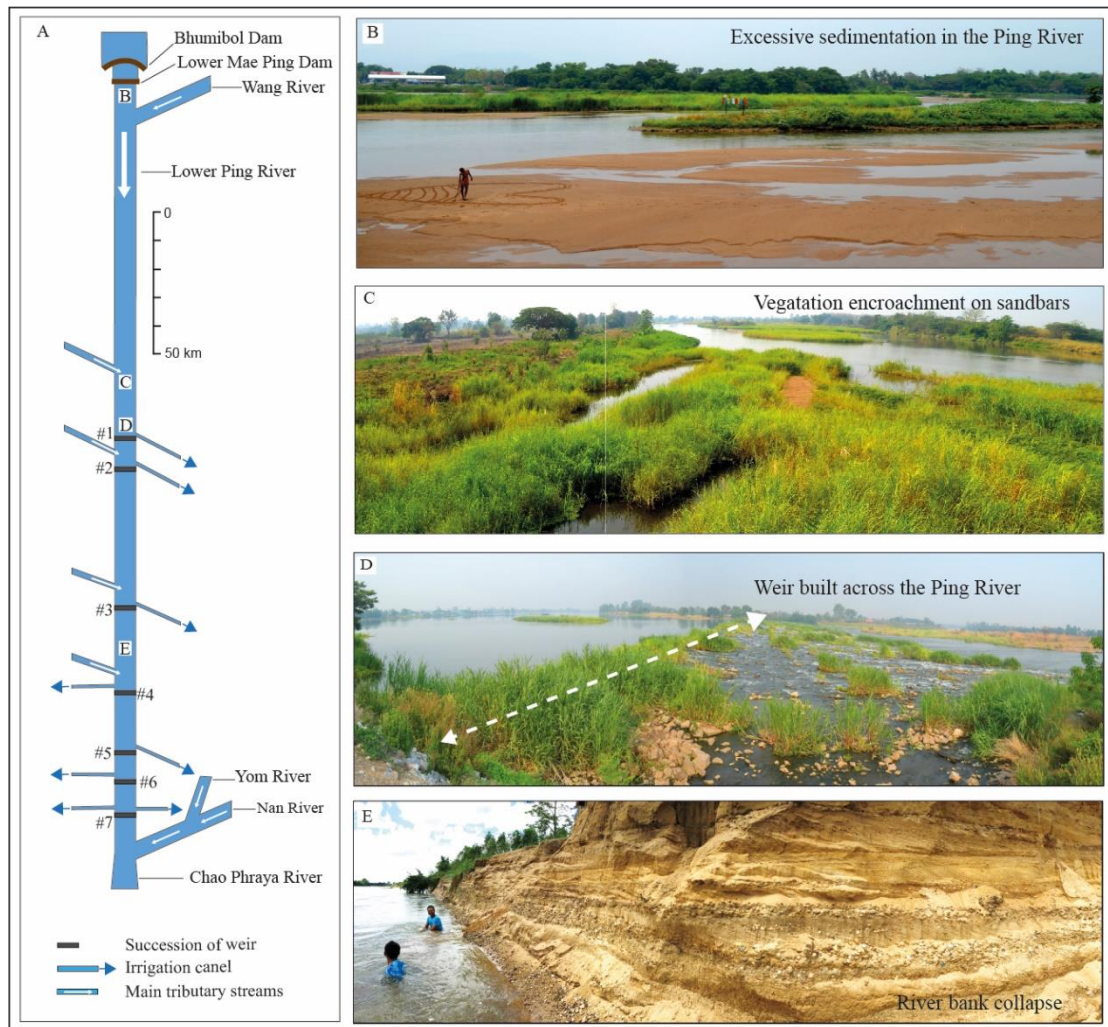 A
Bhumibol Dam
Lower Mae Ping Dam
B
Wang River
Lower Ping River
0
50 km
C
D
#1
#2
#3
E
#4
#5
#6
Yom River
Nan River
#7
Chao Phraya River
Succession of weir
Irrigation canel
Main tributary streams
B
Excessive sedimentation in the Ping River
C
Vegatation encroachment on sandbars
D
Weir built across the Ping River
E
River bank collapse